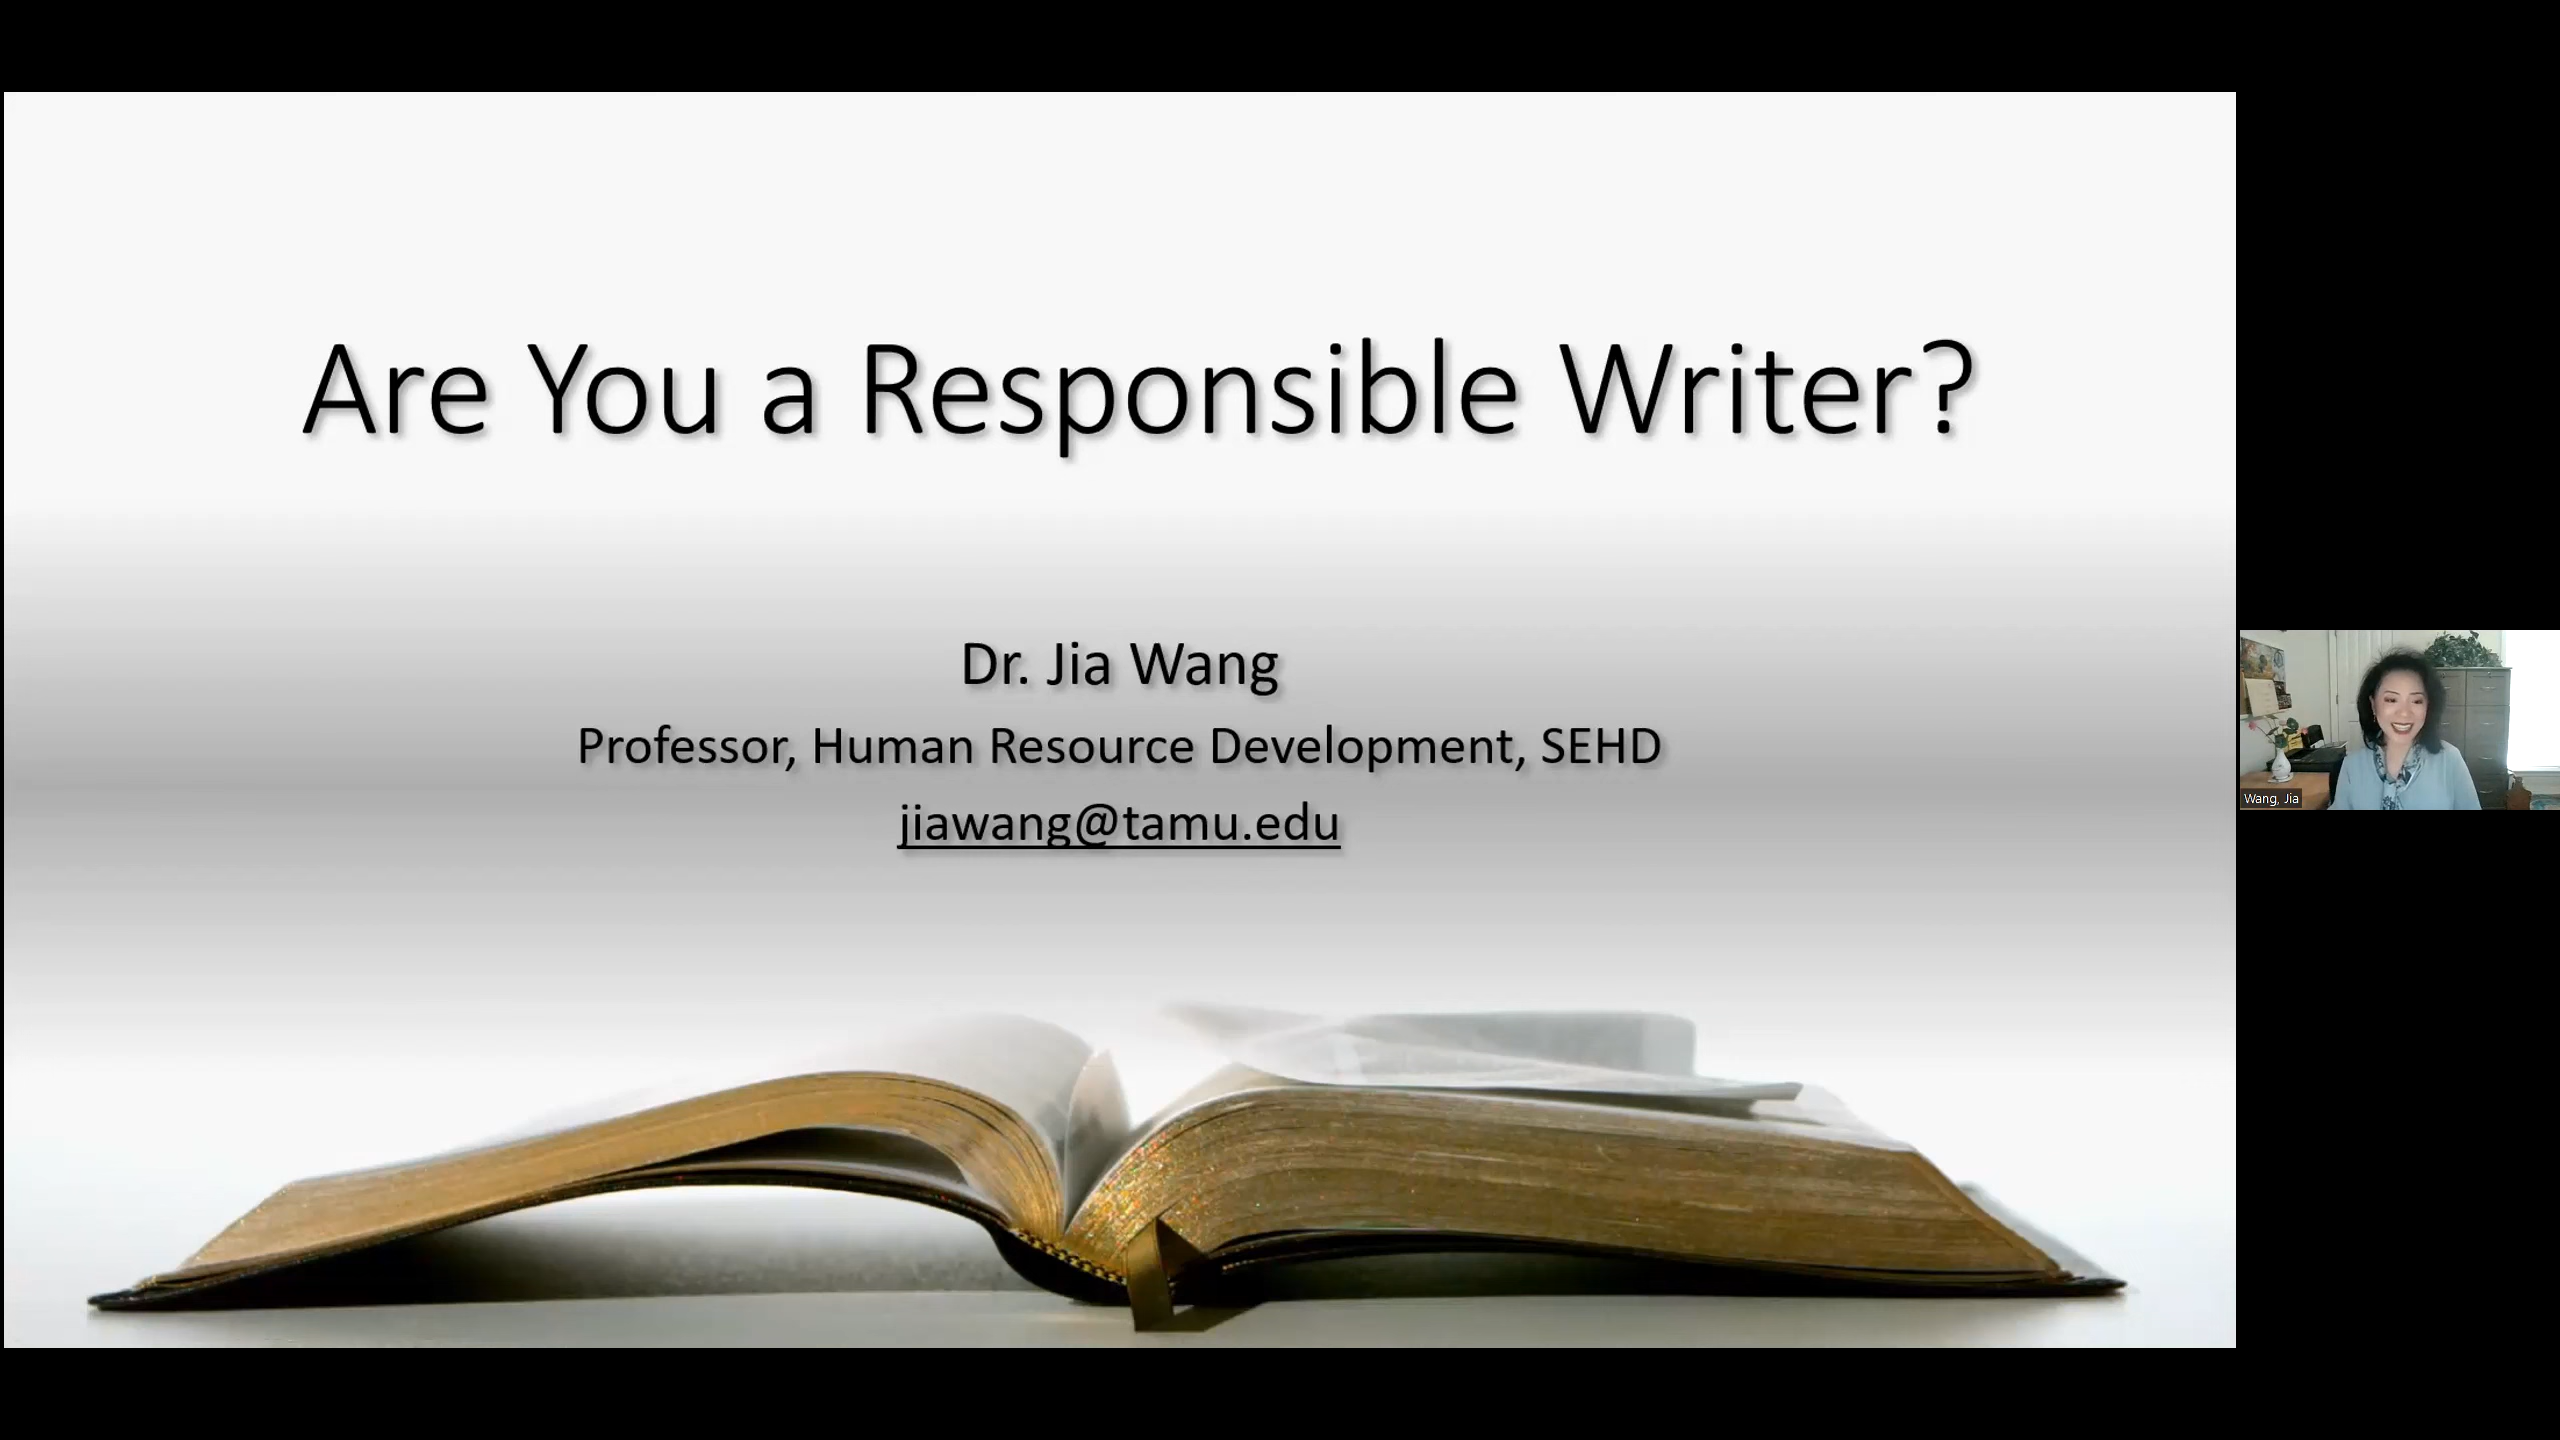 Are You a Responsible Writer?
Dr. Jia Wang
Professor, Human Resource Development, SEHD
jiawang@tamu.edu
Wang, Jia